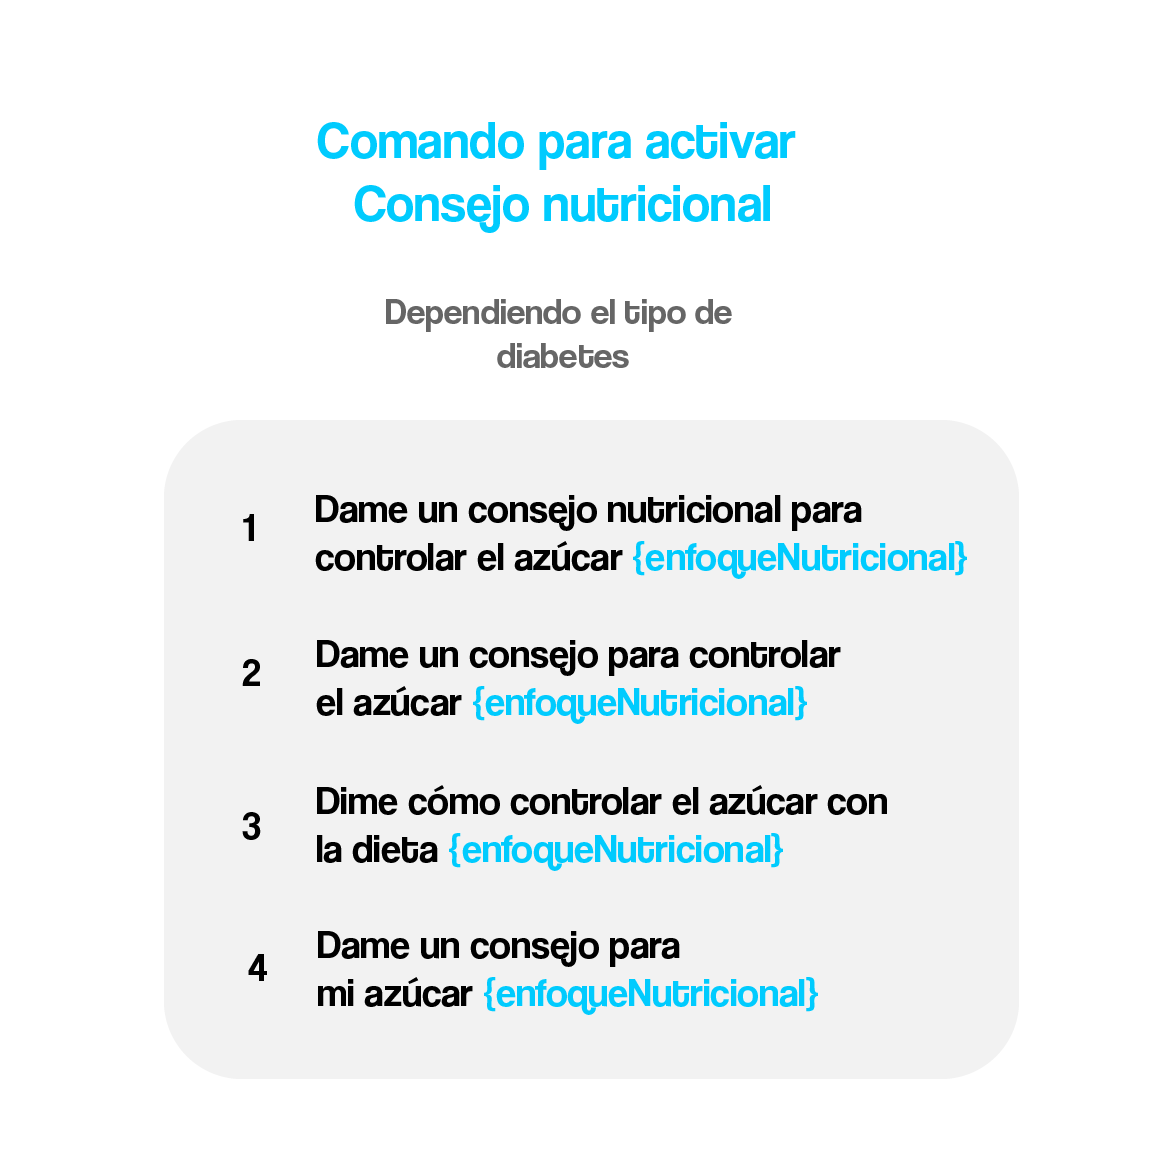 Comando para activar
Consejo nutricional
Dependiendo el tipo de
diabetes
1
Dame un consejo nutricional para
controlar el azúcar {enfoqueNutricional}
2
Dame un consejo para controlar
el azúcar {enfoqueNutricional}
3
Dime cómo controlar el azúcar con
la dieta {enfoqueNutricional}
4
Dame un consejo para
mi azúcar {enfoqueNutricional}